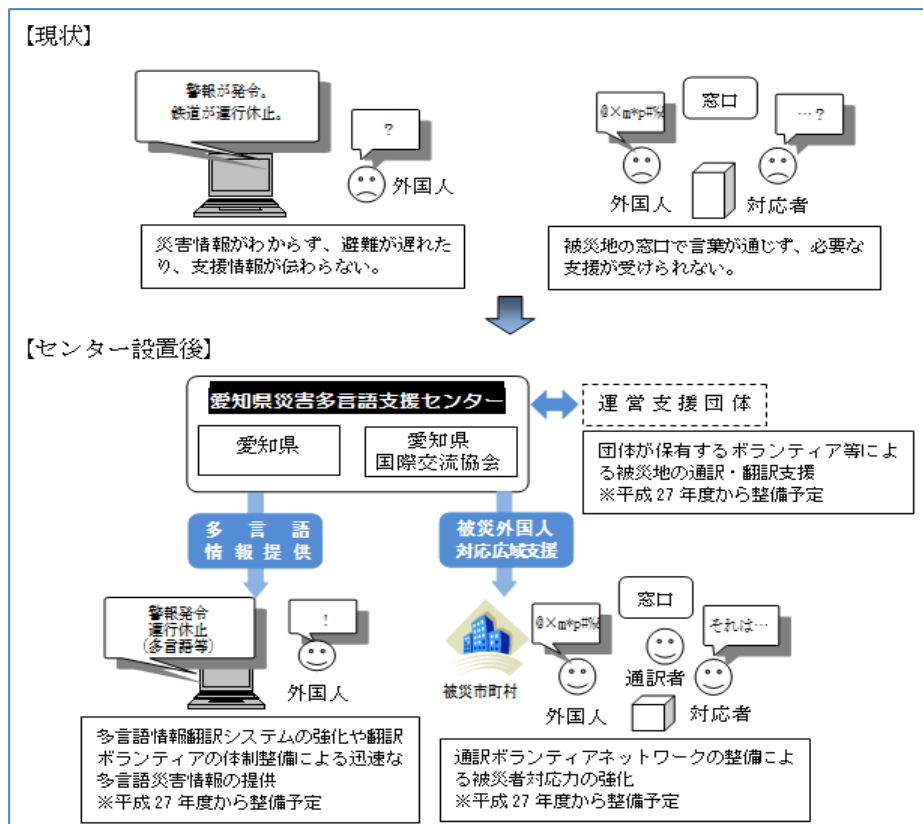 【現状】
警報が発令。
鉄道が運行休止。
?
外国人
災害情報がわからず、避難が遅れた
り、支援情報が伝わらない。
@×m*p#%&
窓口
…?
外国人
対応者
被災地の窓口で言葉が通じず、必要な
支援が受けられない。
【センター設置後】
愛知県災害多言語支援センター
愛知県
愛知県
国際交流協会
運営支援団体
団体が保有するボランティア等によ
る被災地の通訳・翻訳支援
※平成27年度から整備予定
多言語
情報提供
被災外国人
対応広域支援
警報発令
運行休止
(多言語等)
!
外国人
多言語情報翻訳システムの強化や翻訳
ボランティアの体制整備による迅速な
多言語災害情報の提供
※平成27年度から整備予定
被災市町村
@×m*p#%&
窓口
それは…
通訳者
外国人
対応者
通訳ボランティアネットワークの整備によ
る被災者対応力の強化
※平成27年度から整備予定